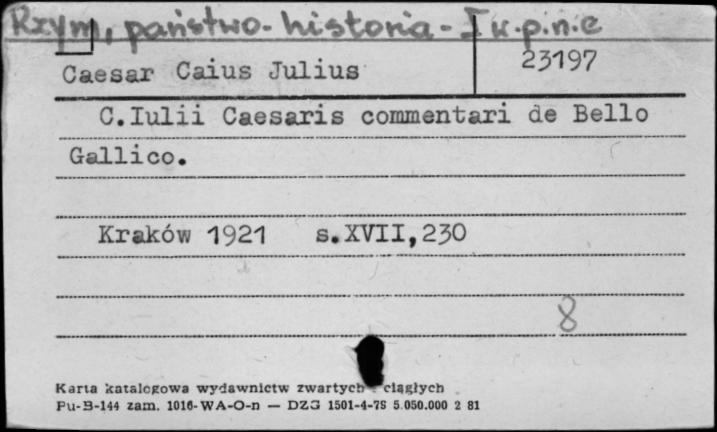 Rzym, państwo - historia - I w.p.n.e
Caesar Caius Julius 23197
C.Iulii Caesaris commentari de Bello
Gallico.
Kraków 1921 s.XVII,230
8
Karta katalogowa wydawnictw zwartych i ciągłych
Pu-B-144 zam. 1016-WA-O-n — DZG 1501-4-7S 5.050.000 2 81